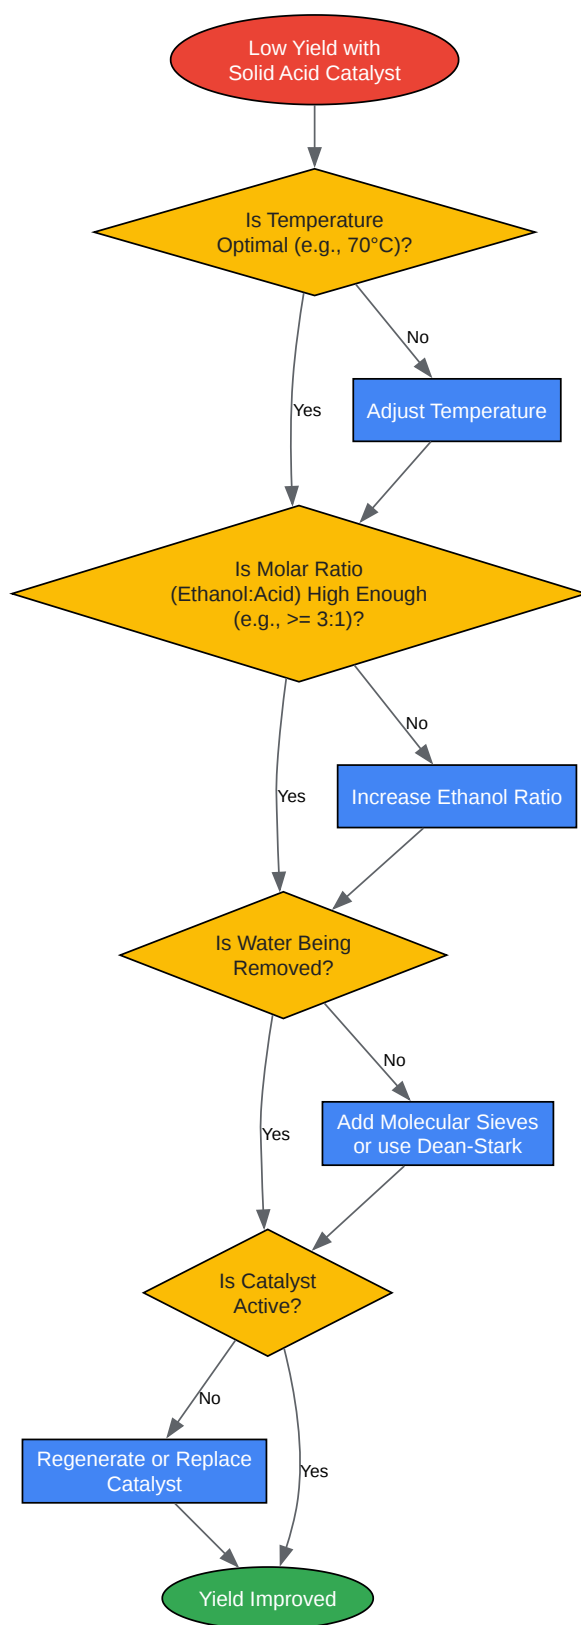 Low Yield with
Solid Acid Catalyst
Is Temperature
Optimal (e.g., 70°C)?
No
Adjust Temperature
Yes
Is Molar Ratio
(Ethanol:Acid) High Enough
(e.g., >= 3:1)?
No
Increase Ethanol Ratio
Yes
Is Water Being
Removed?
No
Add Molecular Sieves
or use Dean-Stark
Yes
Is Catalyst
Active?
No
Regenerate or Replace
Catalyst
Yes
Yield Improved